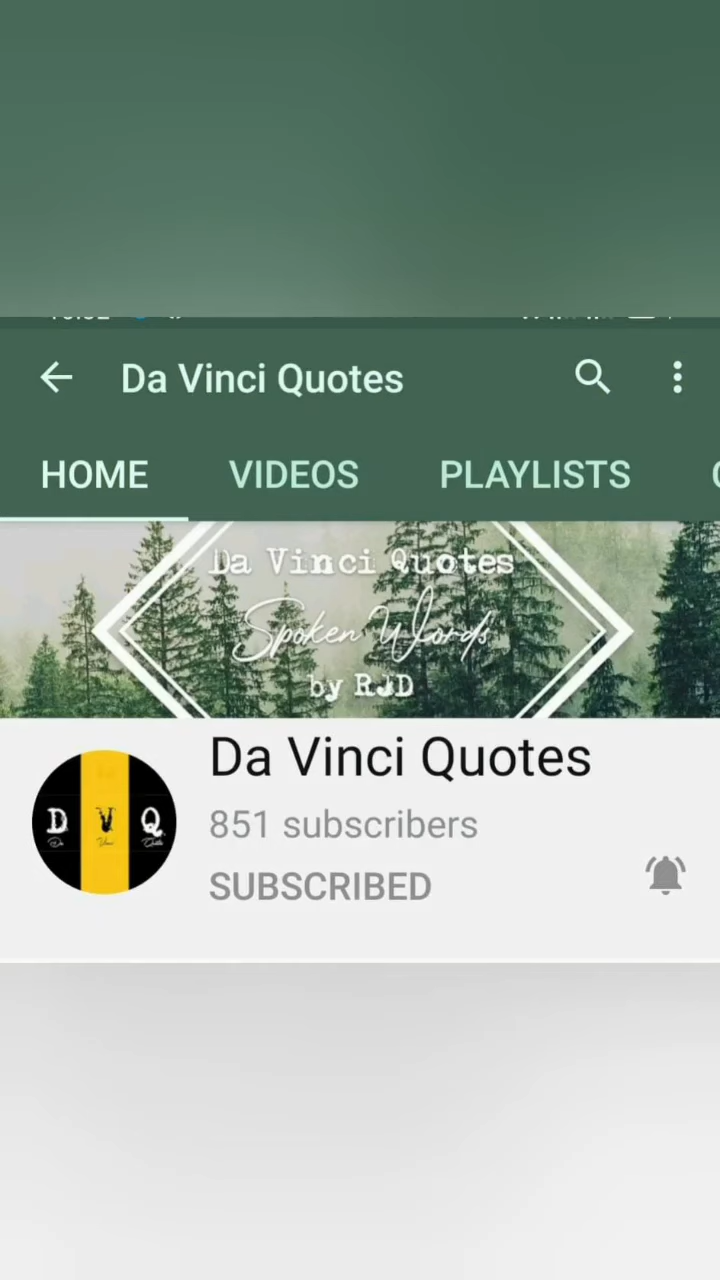 Da Vinci Quotes
HOME VIDEOS PLAYLISTS
Da Vinci Quotes
Spoken Words
by RJD
D V Q
Da Vinci Quotes
851 subscribers
SUBSCRIBED